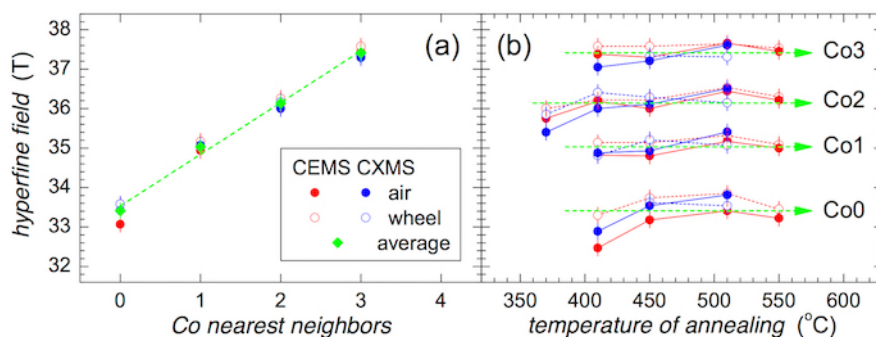 38
37
36
35
34
33
32
hyperfine field (T)
(a)
CEMS CXMS
air
wheel
average
0 1 2 3 4
Co nearest neighbors
(b)
Co3
Co2
Co1
Co0
350 400 450 500 550 600
temperature of annealing (°C)